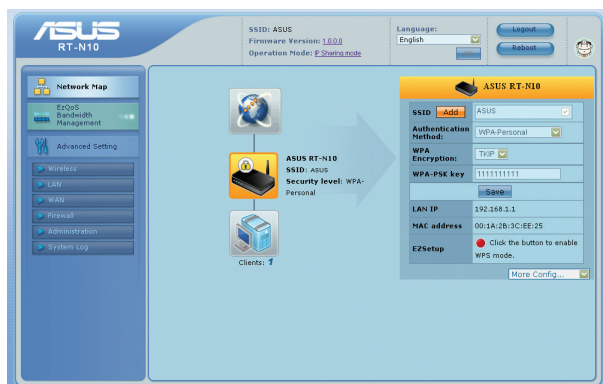 ASUS
RT-N10
SSID: ASUS
Firmware Version: 1.0.0.0
Operation Mode: IP Sharing mode
Language:
English
Logout
Reboot
Network Map
EzQoS
Bandwidth
Management
Advanced Setting
Wireless
LAN
WAN
Firewall
Administration
System Log
ASUS RT-N10
SSID: ASUS
Security level: WPA-
Personal
Clients: 1
ASUS RT-N10
SSID Add ASUS
Authentication
Method: WPA-Personal
WPA
Encryption: TKIP
WPA-PSK key 1111111111
Save
LAN IP 192.168.1.1
MAC address 00:1A:2B:3C:EE:25
EZSetup Click the button to enable
WPS mode.
More Config...